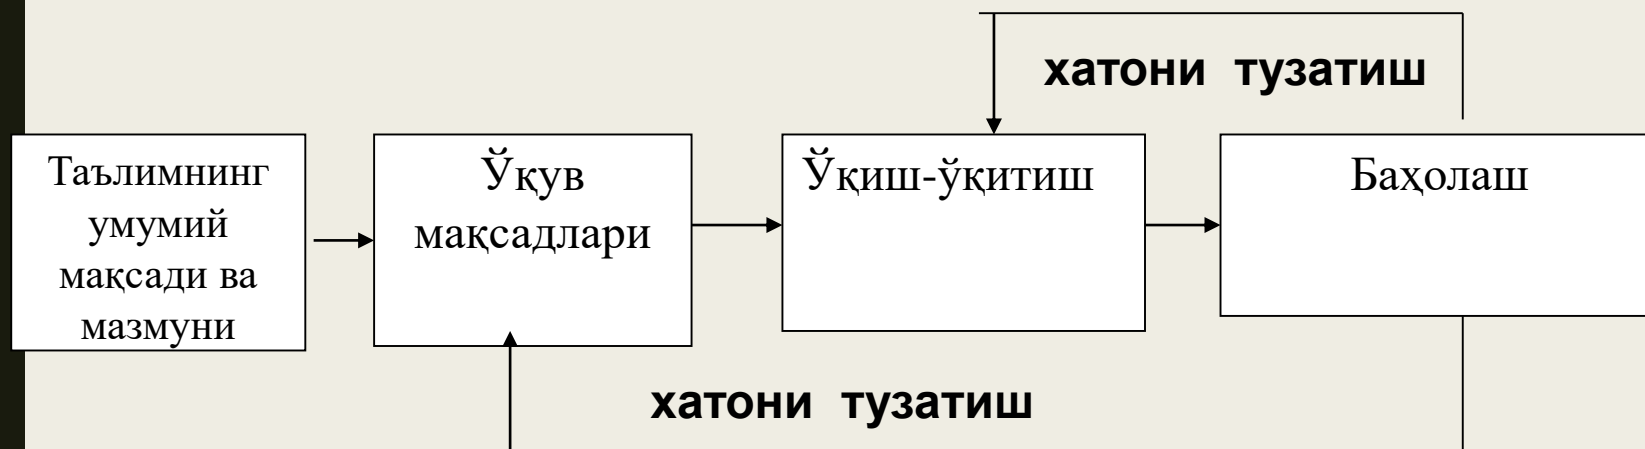 хатони тузатиш
Таълимнинг
умумий
мақсади ва
мазмуни
Ўқув
мақсадлари
Ўқиш-ўқитиш
Баҳолаш
хатони тузатиш